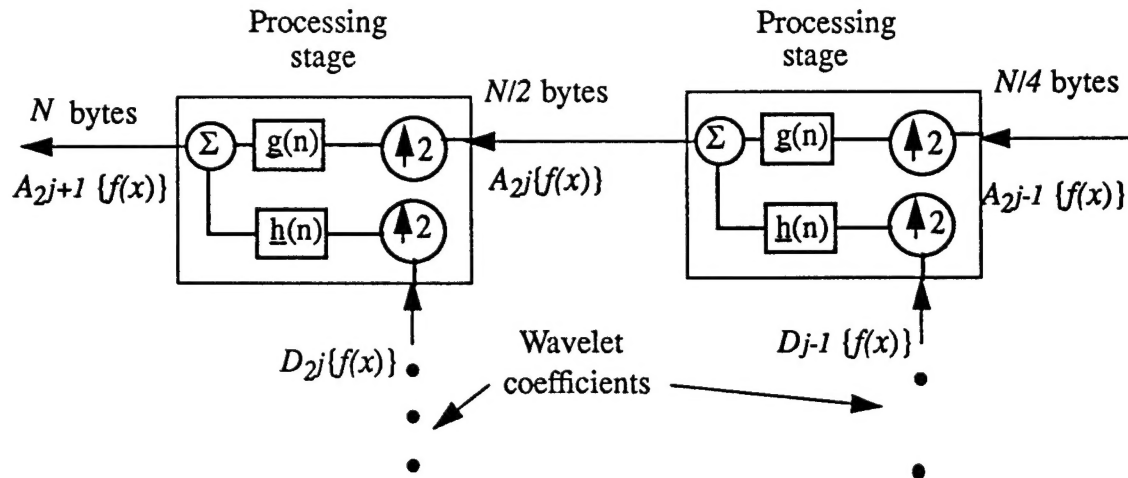 Processing
stage
Processing
stage
N bytes
N/2 bytes
N/4 bytes
Σ
g(n)
2
Σ
g(n)
2
A2j+1 {f(x)}
A2j{f(x)}
A2j-1 {f(x)}
h(n)
2
h(n)
2
D2j{f(x)}
Wavelet
coefficients
Dj-1 {f(x)}